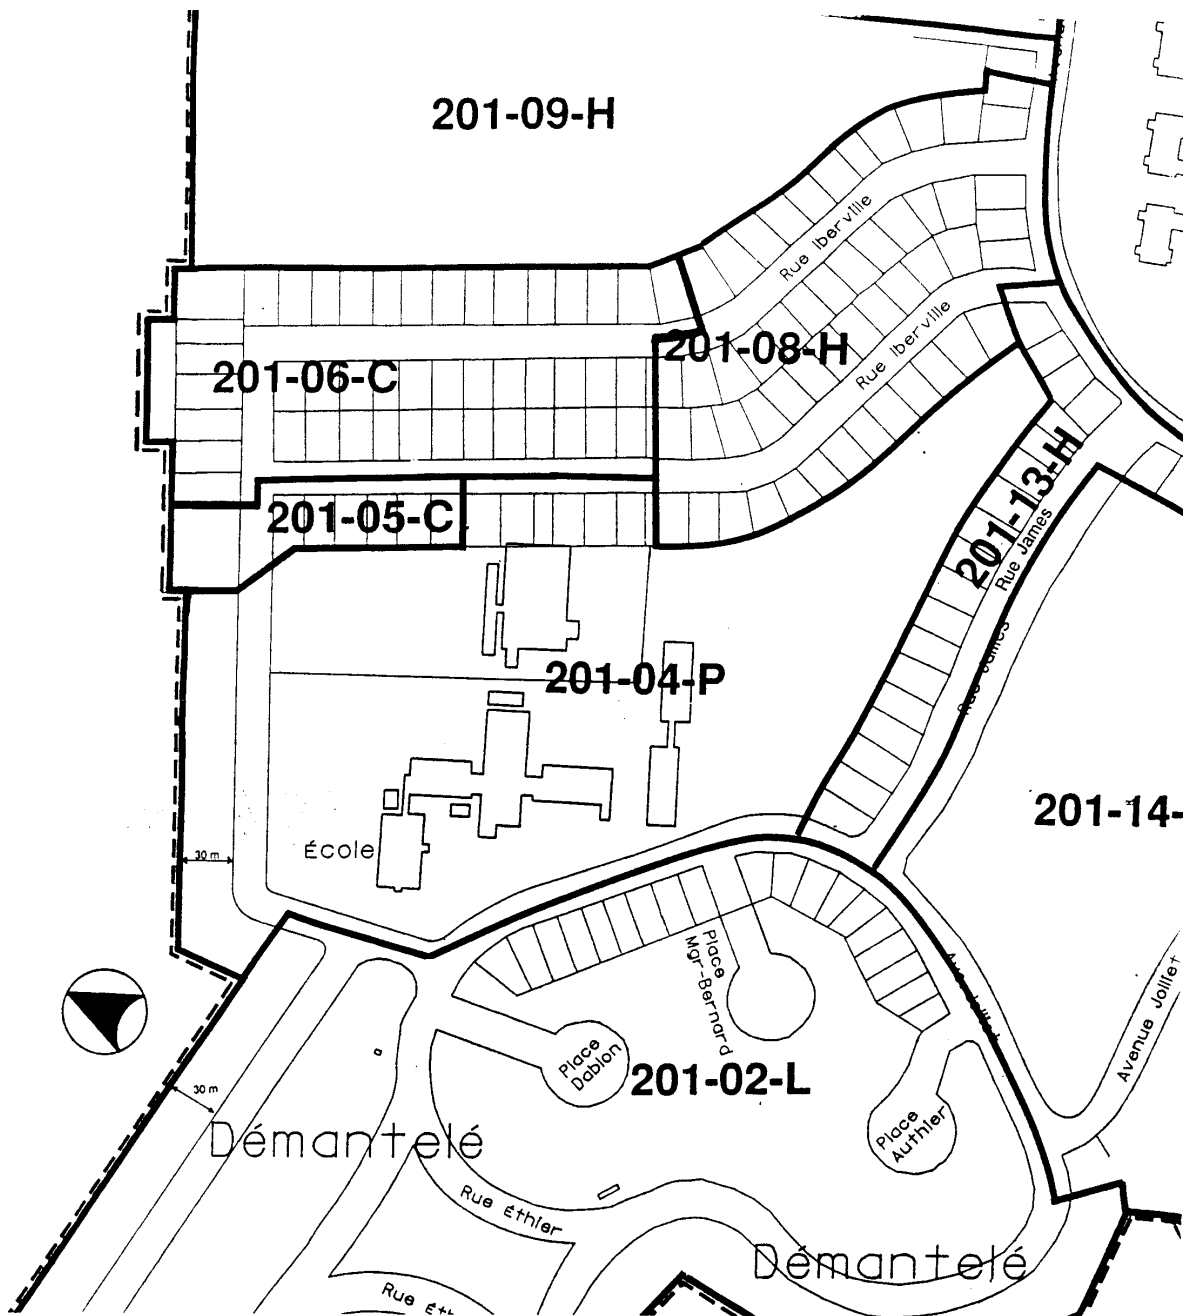 201-09-H
Rue Iberville
201-08-H
201-06-C
Rue Iberville
201-13-H
201-05-C
Rue James
Rue James
201-04-P
201-14-
École
30 m
Place
Mgr-Bernard
Avenue Jolliet
Place
Dablon
201-02-L
30 m
Place
Authier
Démantelé
Rue Éthier
Démantelé
Rue Éth